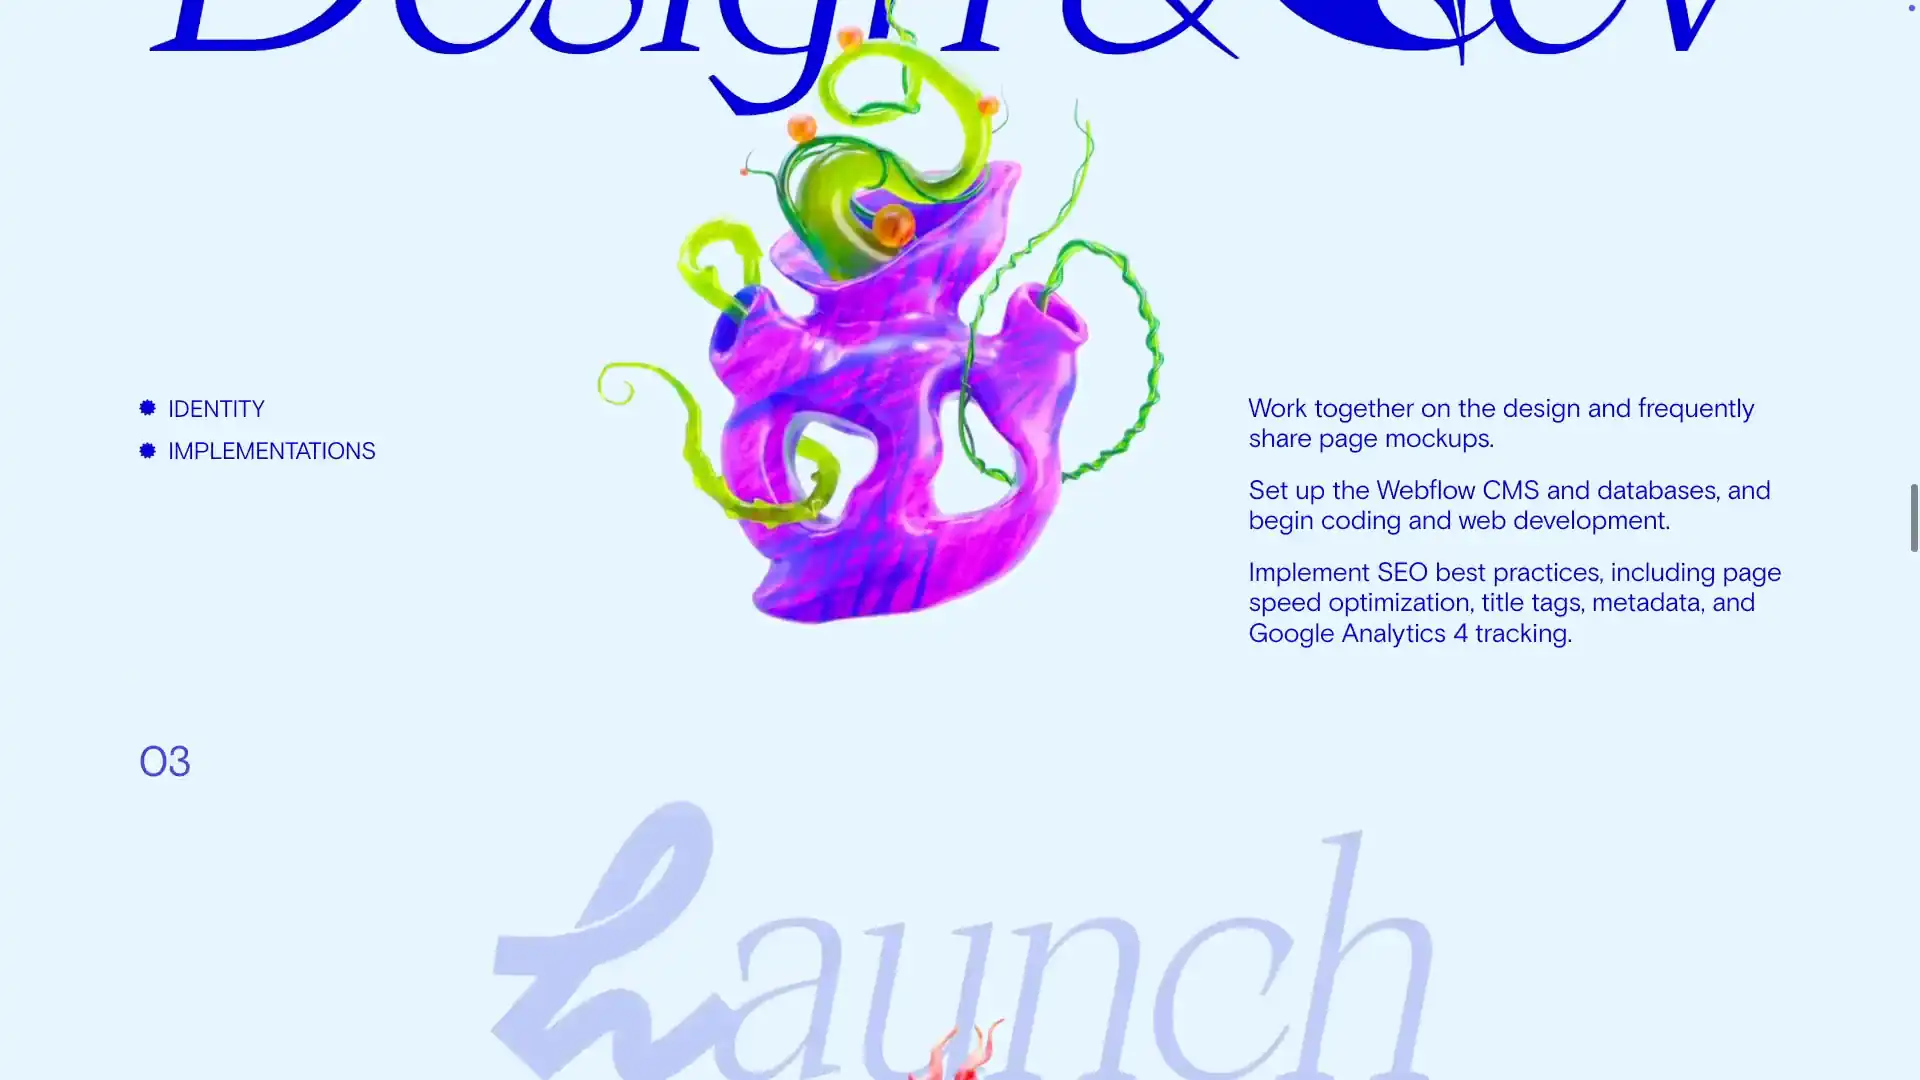 Design & Dev
IDENTITY
IMPLEMENTATIONS
Work together on the design and frequently
share page mockups.
Set up the Webflow CMS and databases, and
begin coding and web development.
Implement SEO best practices, including page
speed optimization, title tags, metadata, and
Google Analytics 4 tracking.
03
Launch